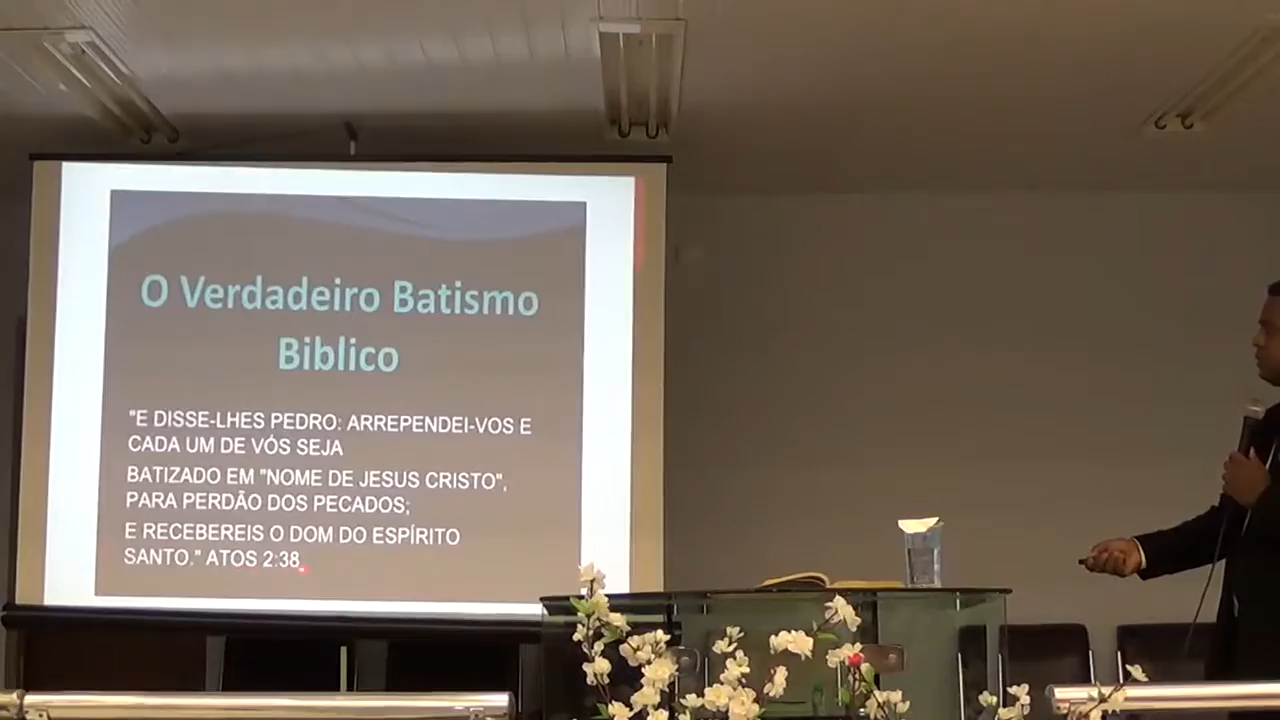 O Verdadeiro Batismo
Biblico
"E DISSE-LHES PEDRO: ARREPENDEI-VOS E
CADA UM DE VÓS SEJA
BATIZADO EM "NOME DE JESUS CRISTO",
PARA PERDÃO DOS PECADOS;
E RECEBEREIS O DOM DO ESPÍRITO
SANTO." ATOS 2:38